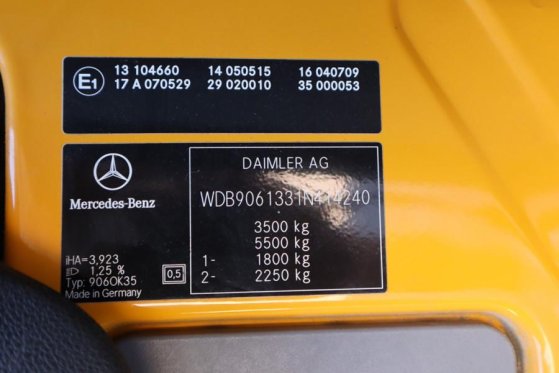 E1 13 104660 14 050515 16 040709
17 A 070529 29 020010 35 000053
Mercedes-Benz
DAIMLER AG
WDB9061331N414240
3500 kg
5500 kg
1- 1800 kg
2- 2250 kg
iHA=3,923
1,25 %
Typ: 906OK35
Made in Germany
0,5